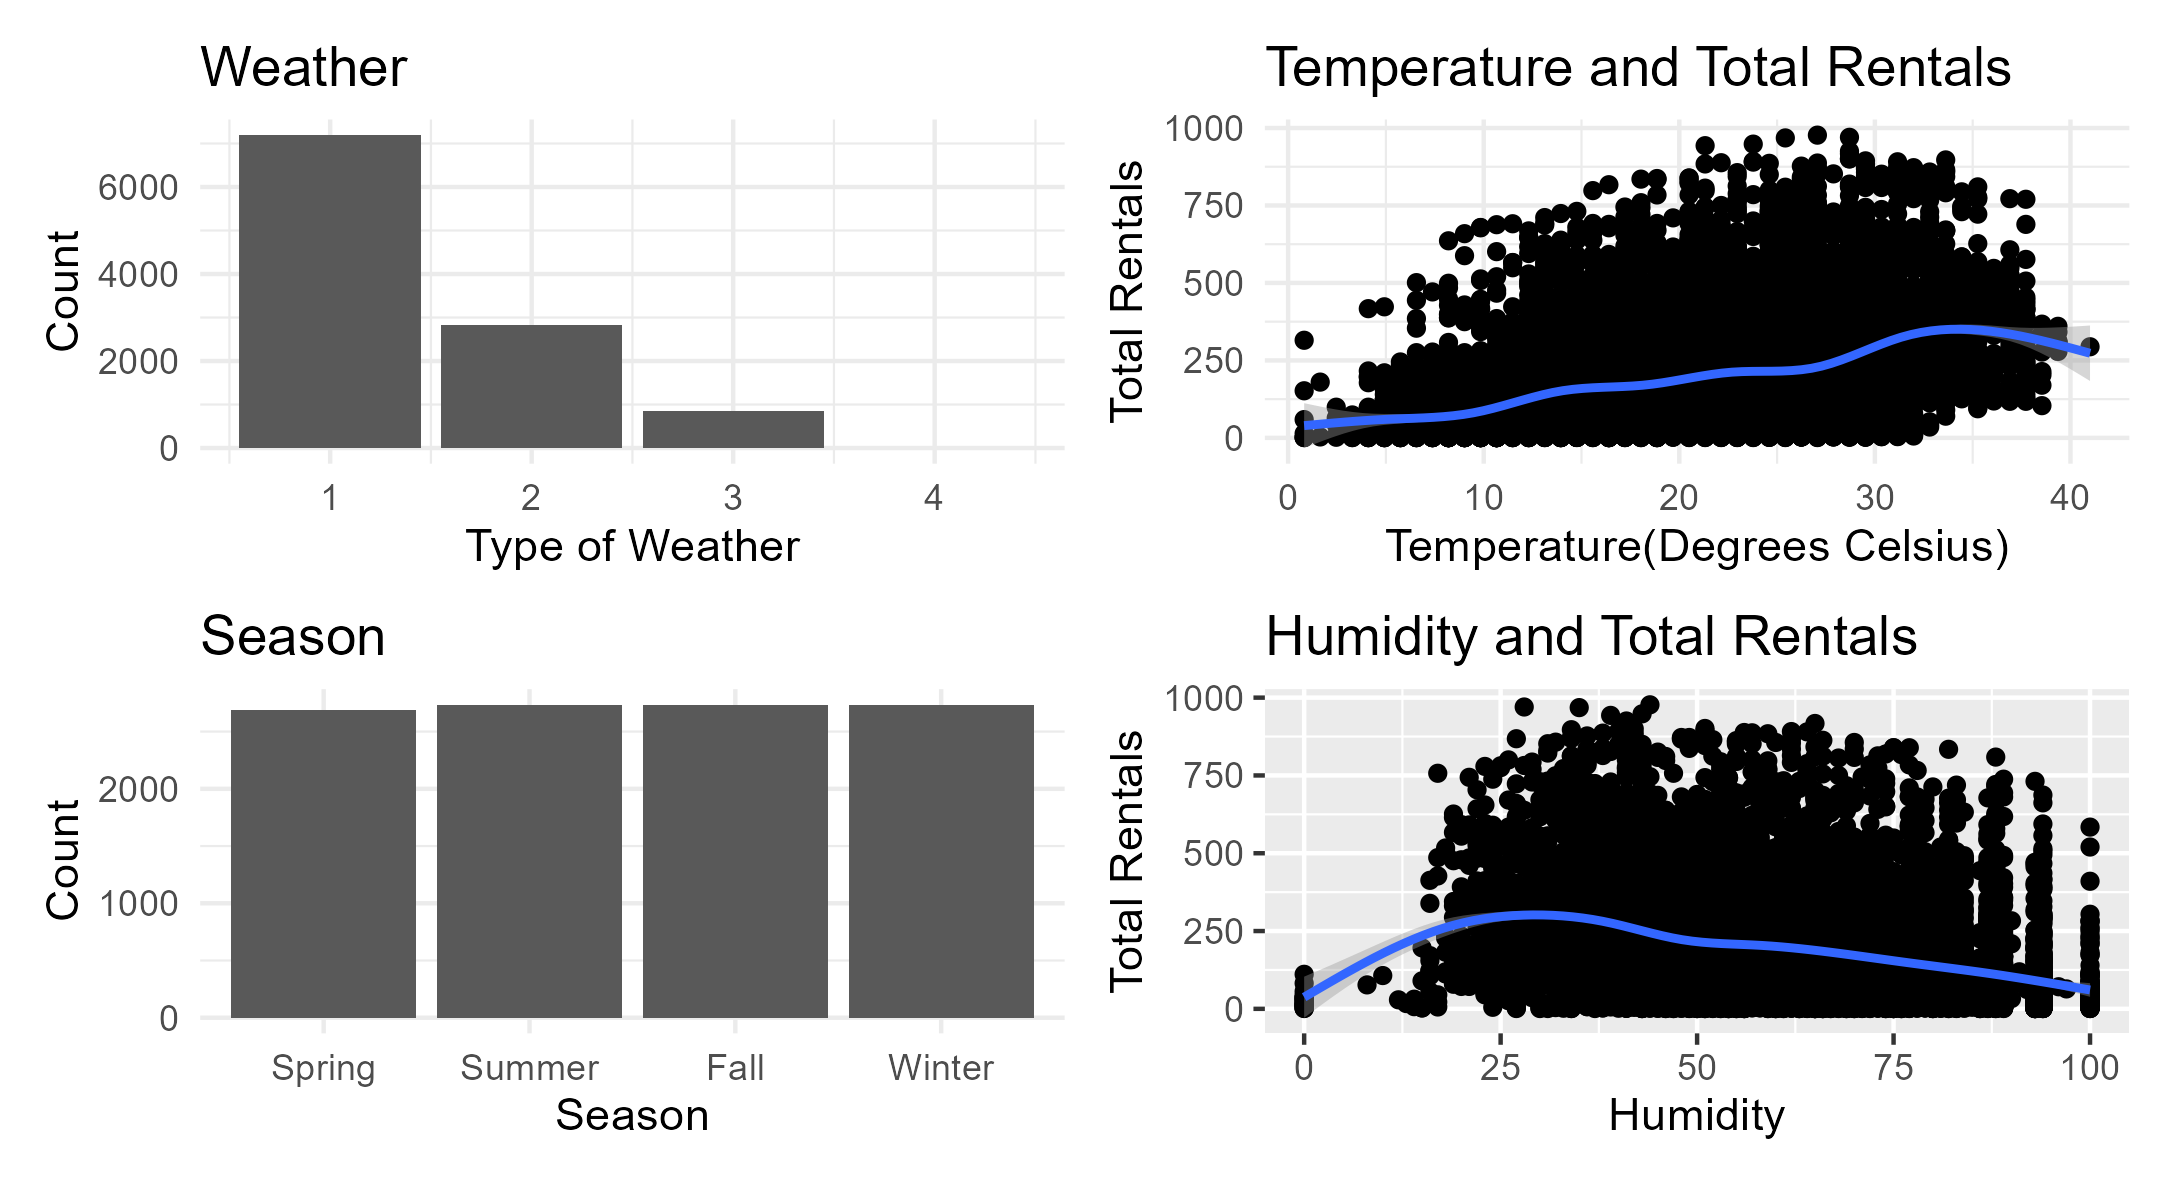 Weather
Count
6000
4000
2000
0
1 2 3 4
Type of Weather
Temperature and Total Rentals
Total Rentals
1000
750
500
250
0
0 10 20 30 40
Temperature(Degrees Celsius)
Season
Count
2000
1000
0
Spring Summer Fall Winter
Season
Humidity and Total Rentals
Total Rentals
1000
750
500
250
0
0 25 50 75 100
Humidity